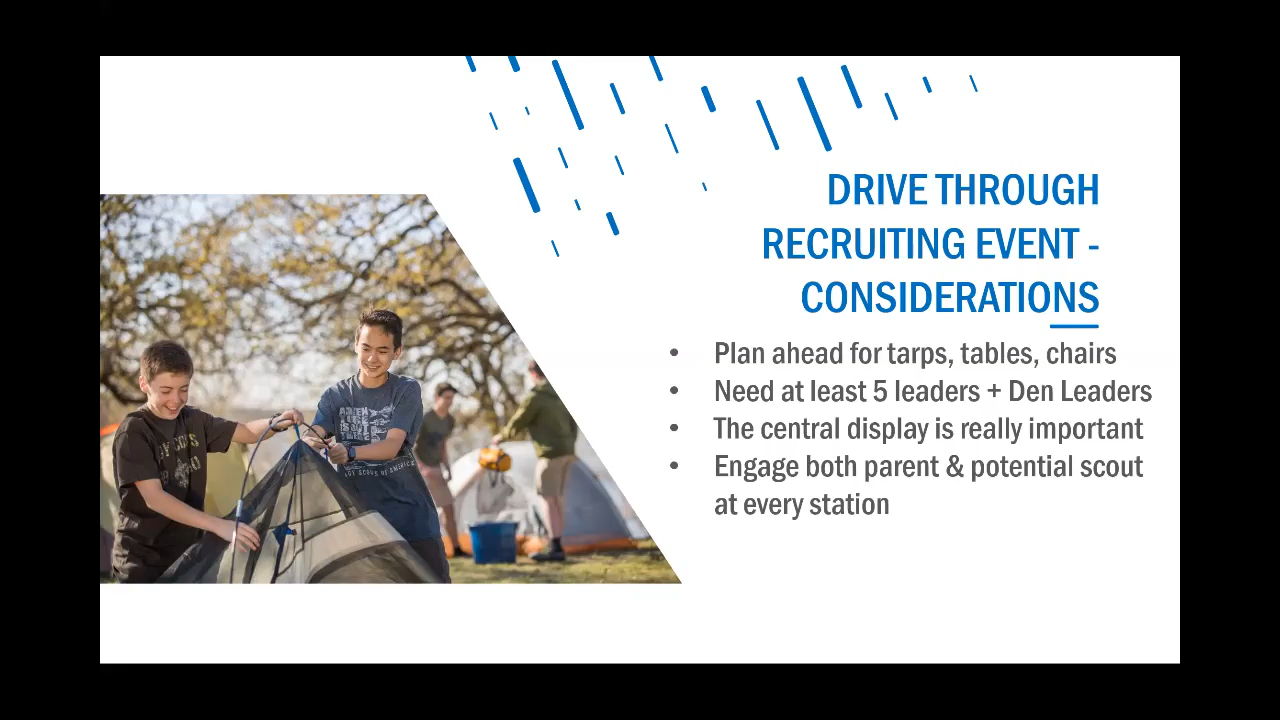 DRIVE THROUGH
RECRUITING EVENT -
CONSIDERATIONS
• Plan ahead for tarps, tables, chairs
• Need at least 5 leaders + Den Leaders
• The central display is really important
• Engage both parent & potential scout
at every station